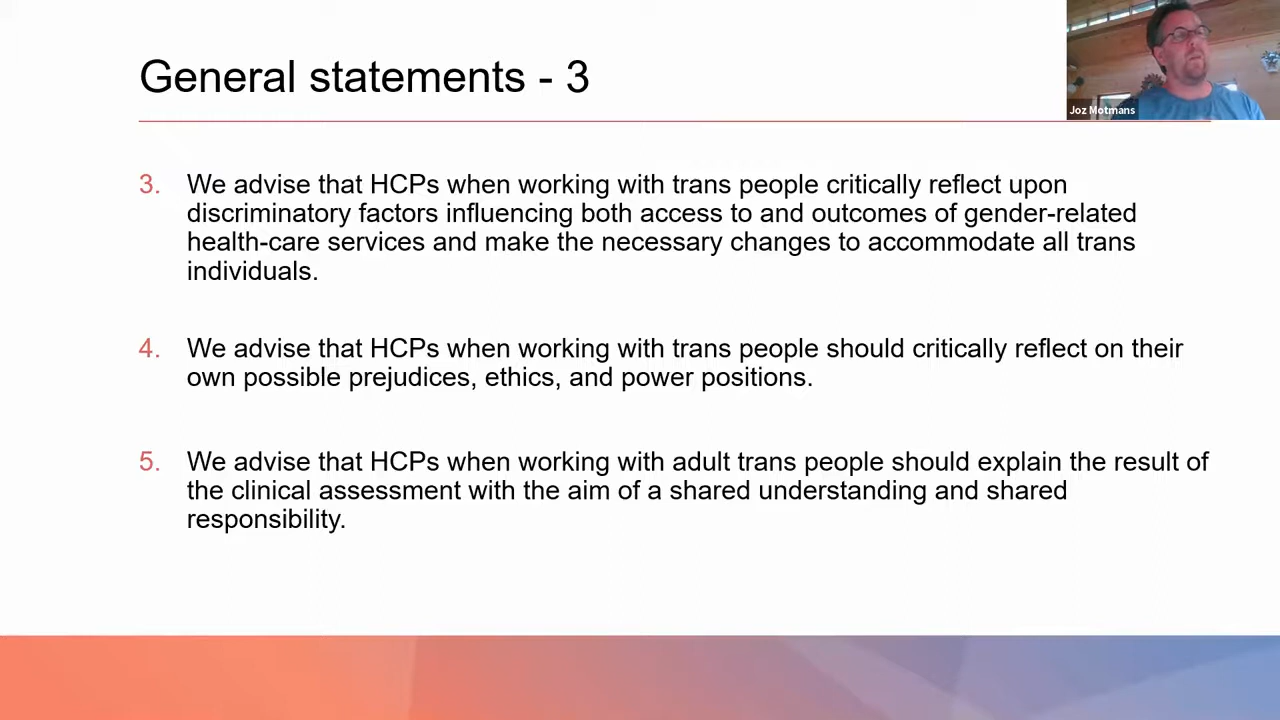 General statements - 3
Joz Motmans
3. We advise that HCPs when working with trans people critically reflect upon
discriminatory factors influencing both access to and outcomes of gender-related
health-care services and make the necessary changes to accommodate all trans
individuals.
4. We advise that HCPs when working with trans people should critically reflect on their
own possible prejudices, ethics, and power positions.
5. We advise that HCPs when working with adult trans people should explain the result of
the clinical assessment with the aim of a shared understanding and shared
responsibility.